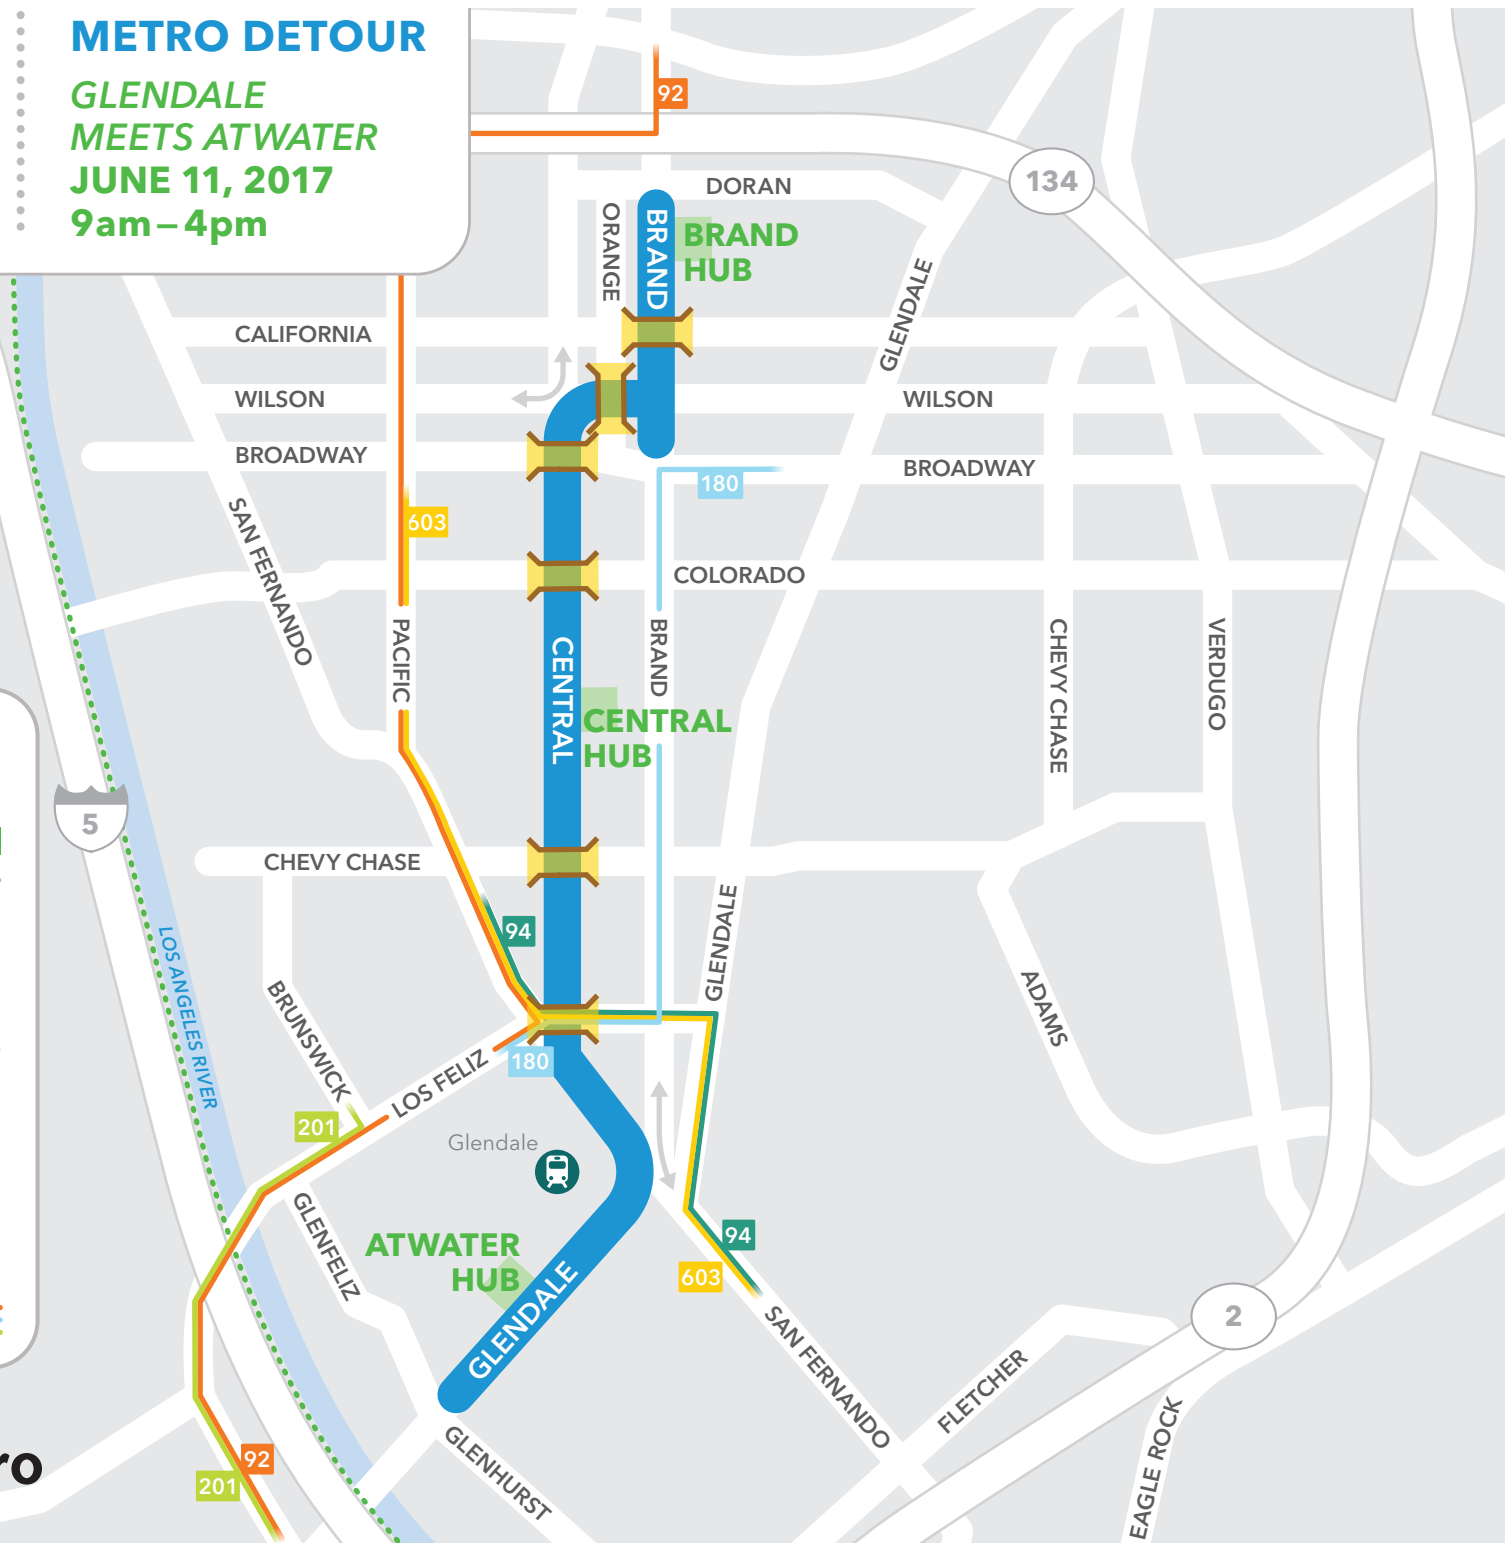 METRO DETOUR
GLENDALE
MEETS ATWATER
JUNE 11, 2017
9am – 4pm
92
134
DORAN
ORANGE
BRAND
BRAND
HUB
GLENDALE
CALIFORNIA
WILSON
WILSON
BROADWAY
BROADWAY
180
SAN FERNANDO
603
COLORADO
PACIFIC
CENTRAL
BRAND
CHEVY CHASE
VERDUGO
CENTRAL
HUB
5
CHEVY CHASE
94
GLENDALE
LOS ANGELES RIVER
BRUNSWICK
ADAMS
LOS FELIZ
180
201
Glendale
GLENFELIZ
ATWATER
HUB
GLENDALE
94
603
SAN FERNANDO
2
FLETCHER
EAGLE ROCK
GLENHURST
92
201
ro